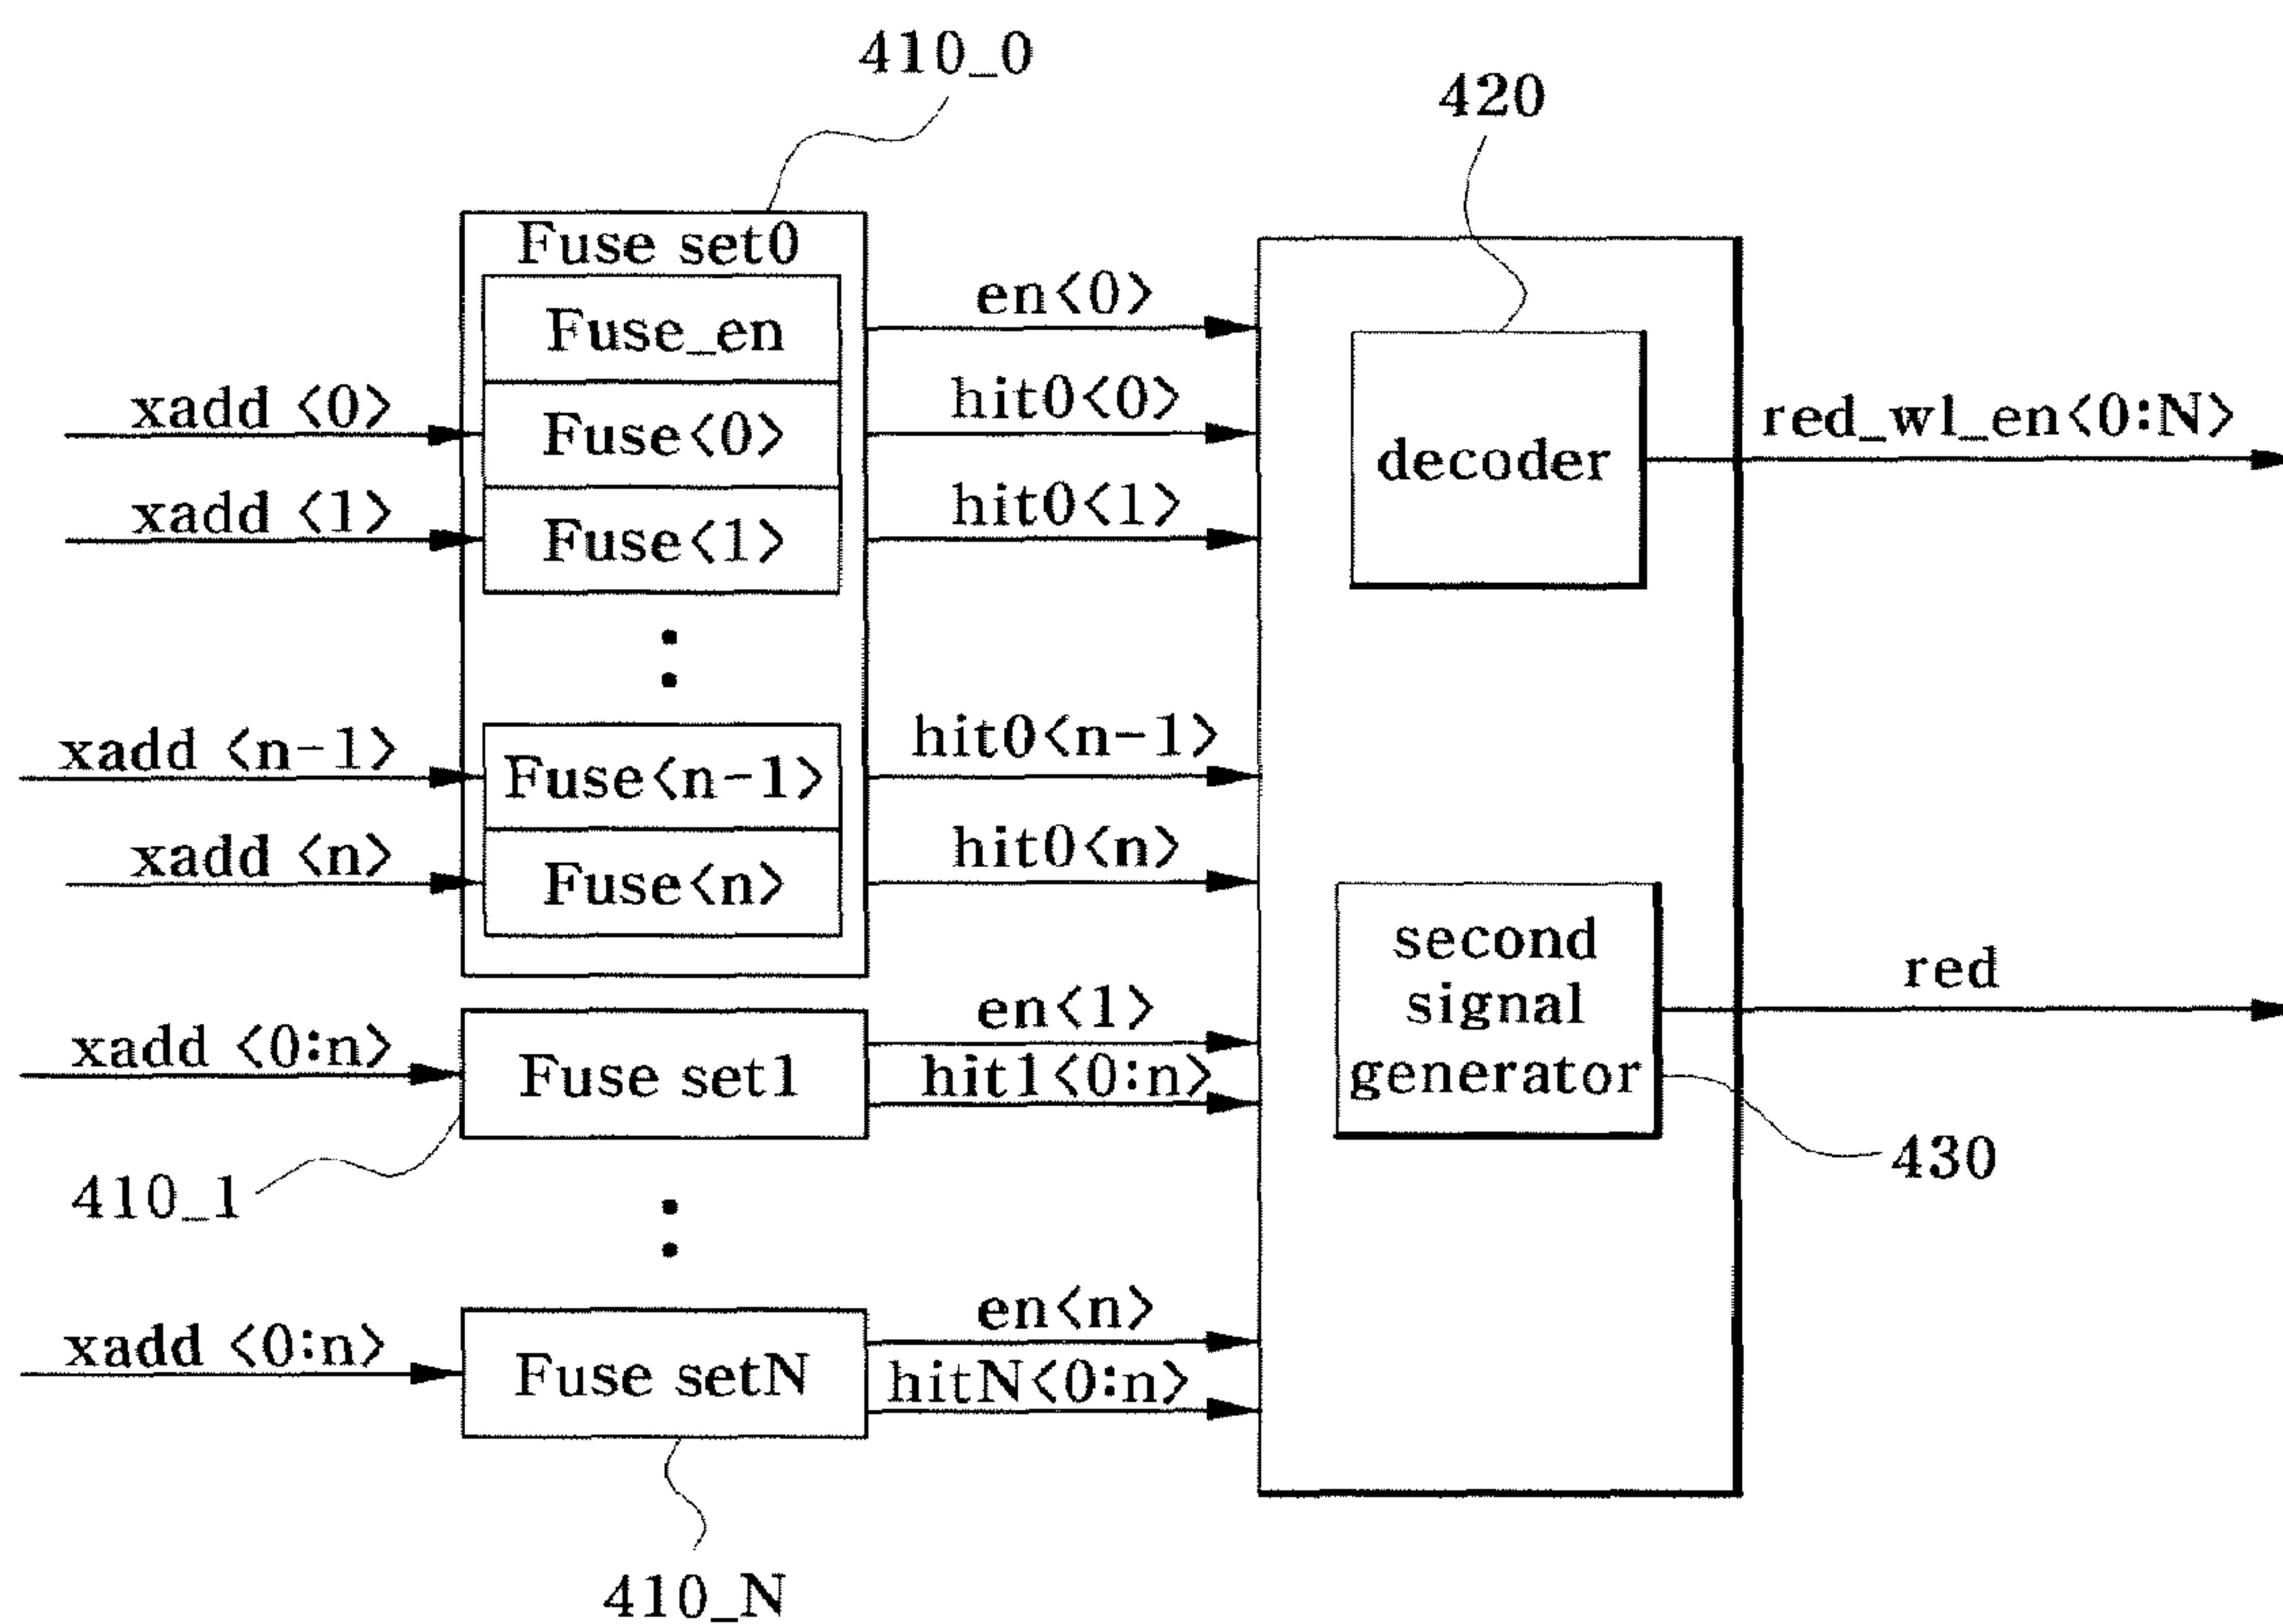 410_0
420
Fuse set0
Fuse_en
en<0>
xadd <0>
Fuse<0>
hit0<0>
decoder
red_wl_en<0:N>
xadd <1>
Fuse<1>
hit0<1>
xadd <n-1>
Fuse<n-1>
hit0<n-1>
xadd <n>
Fuse<n>
hit0<n>
second
signal
generator
red
430
xadd <0:n>
Fuse set1
en<1>
hit1<0:n>
410_1
xadd <0:n>
Fuse setN
en<n>
hitN<0:n>
410_N